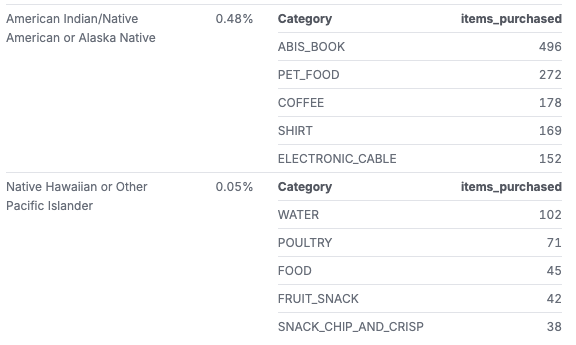 American Indian/Native 0.48% Category items_purchased
American or Alaska Native
ABIS_BOOK 496
PET_FOOD 272
COFFEE 178
SHIRT 169
ELECTRONIC_CABLE 152
Native Hawaiian or Other 0.05% Category items_purchased
Pacific Islander
WATER 102
POULTRY 71
FOOD 45
FRUIT_SNACK 42
SNACK_CHIP_AND_CRISP 38